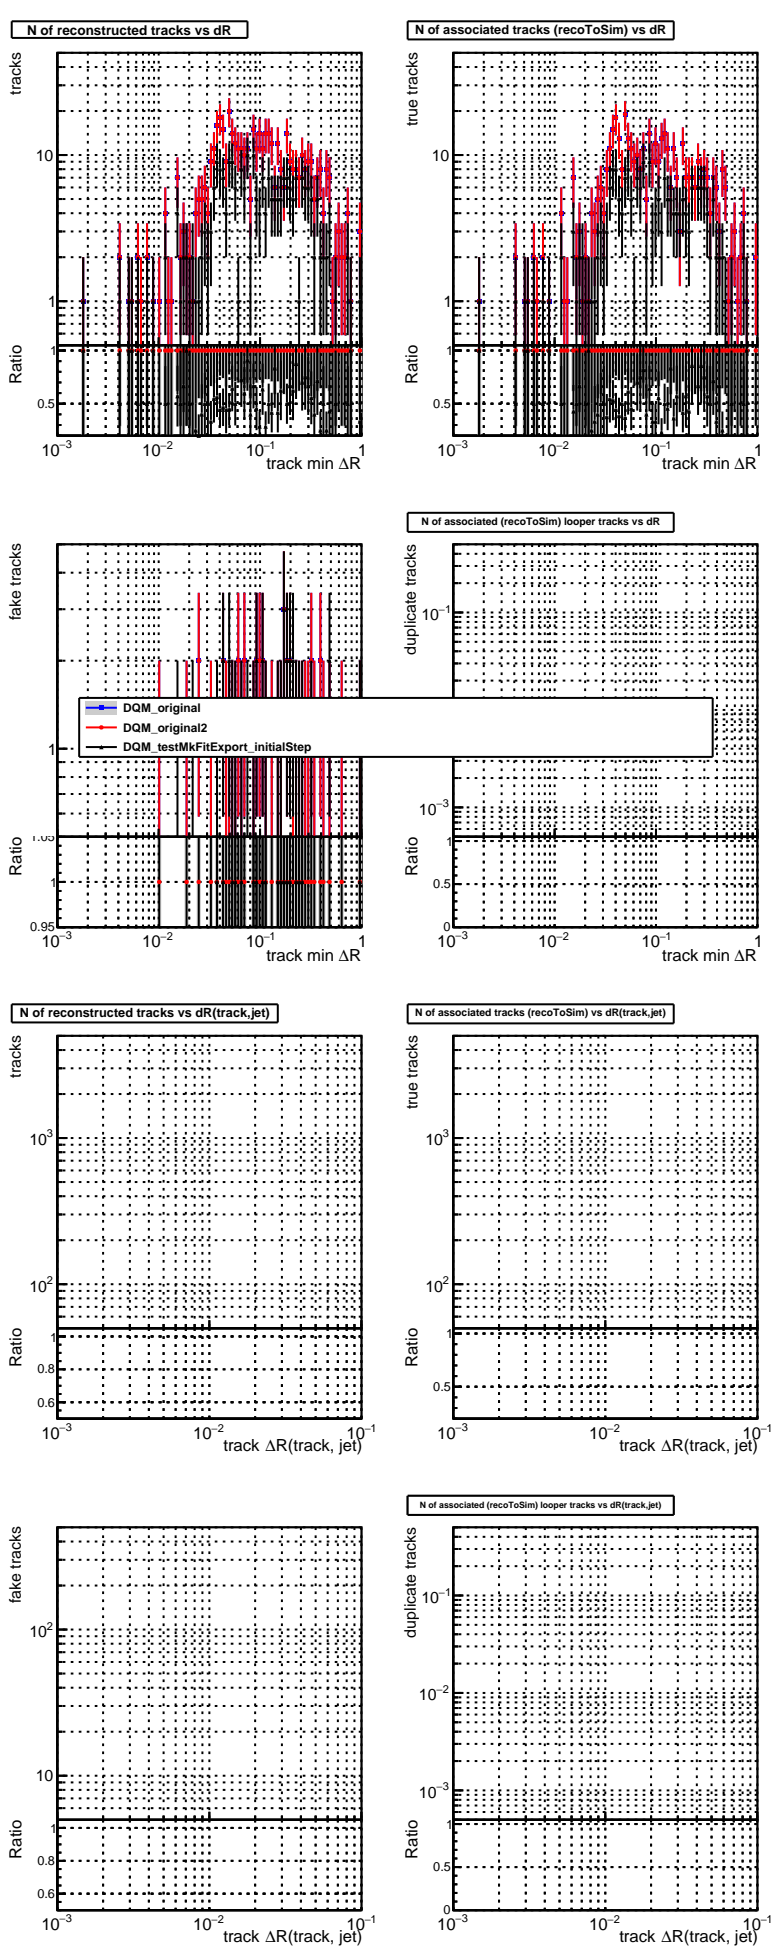 N of reconstructed tracks vs dR
tracks
10
1
Ratio
1
0.5
10−3
10−2
10−1
1
track min ΔR
N of associated tracks (recoToSim) vs dR
true tracks
10
1
Ratio
1
0.5
10−3
10−2
10−1
1
track min ΔR
fake tracks
1
Ratio
1.05
1
0.95
10−3
10−2
10−1
1
track min ΔR
N of associated (recoToSim) looper tracks vs dR
duplicate tracks
10−1
10−3
Ratio
1
0.5
0
10−3
10−2
10−1
1
track min ΔR
DQM_original
DQM_original2
DQM_testMkFitExport_initialStep
N of reconstructed tracks vs dR(track,jet)
tracks
103
102
Ratio
1
0.8
0.6
10−3
10−2
10−1
track ΔR(track, jet)
N of associated tracks (recoToSim) vs dR(track,jet)
true tracks
103
102
Ratio
1
0.5
10−3
10−2
10−1
track ΔR(track, jet)
fake tracks
102
10
Ratio
1
0.8
0.6
10−3
10−2
10−1
track ΔR(track, jet)
N of associated (recoToSim) looper tracks vs dR(track,jet)
duplicate tracks
10−1
10−2
10−3
Ratio
1
0.5
0
10−3
10−2
10−1
track ΔR(track, jet)